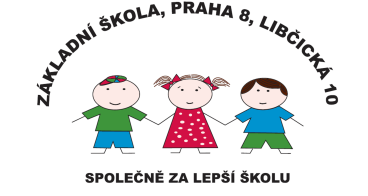 ZÁKLADNÍ ŠKOLA, PRAHA 8, LIBČICKÁ 10
SPOLEČNĚ ZA LEPŠÍ ŠKOLU